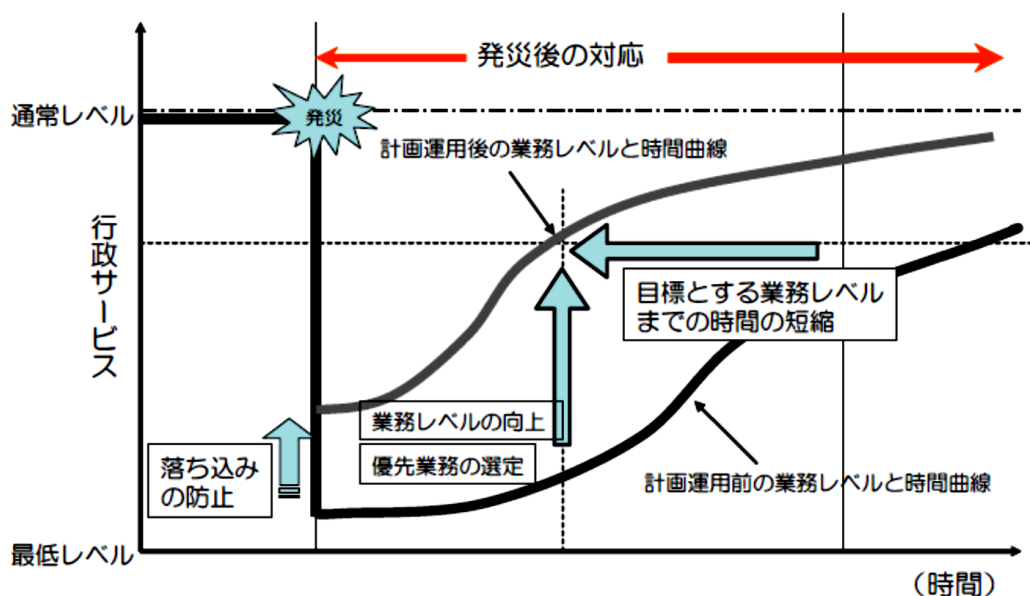 発災後の対応
通常レベル
発災
計画運用後の業務レベルと時間曲線
行政サービス
目標とする業務レベル
までの時間の短縮
業務レベルの向上
優先業務の選定
落ち込み
の防止
計画運用前の業務レベルと時間曲線
最低レベル
（時間）